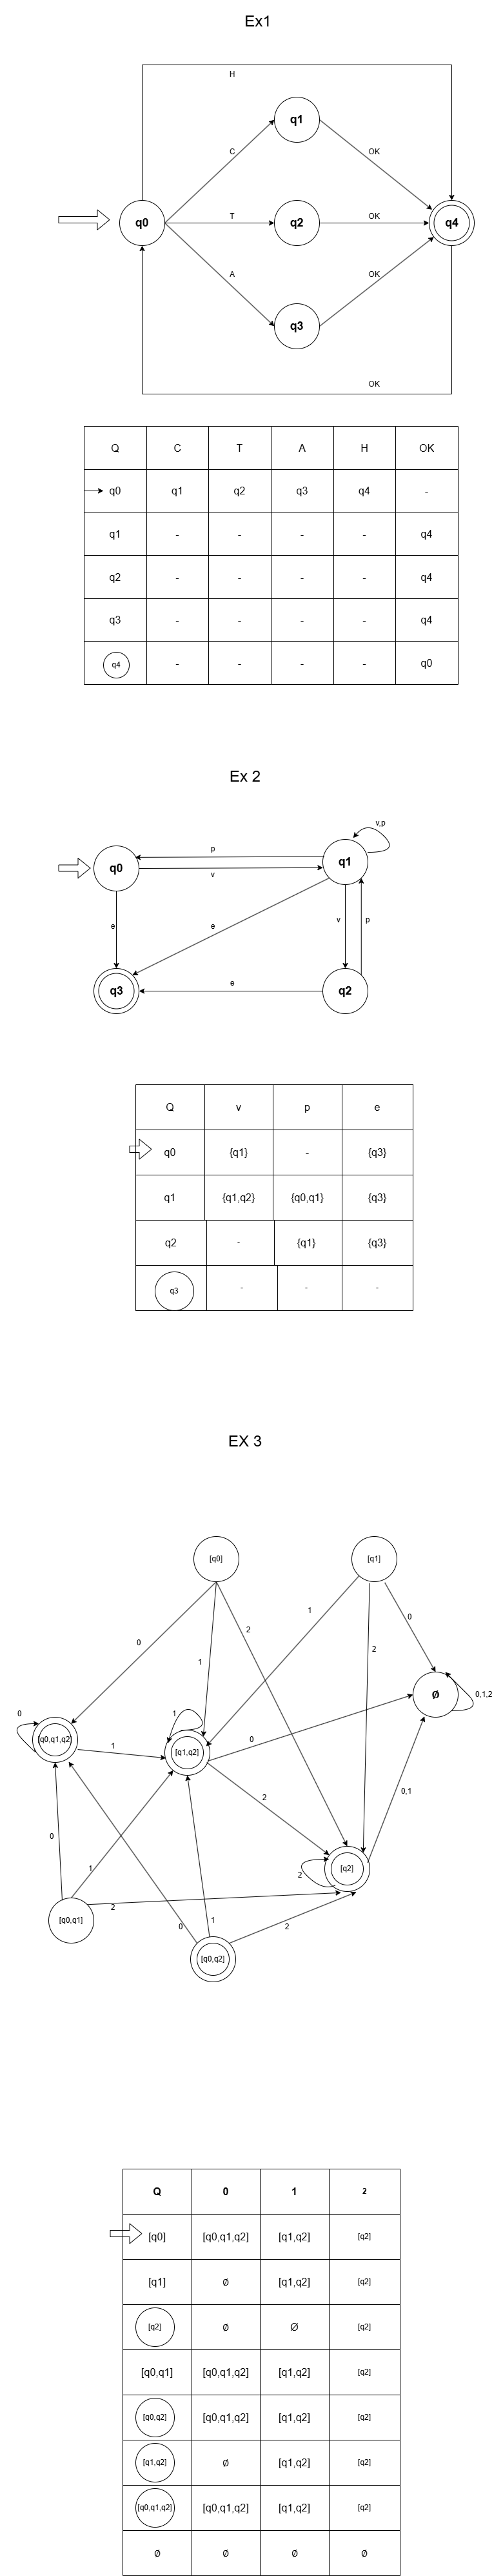 Ex1
H
q1
C
OK
q0
T
q2
OK
q4
A
OK
q3
OK
Q C T A H OK
q0 q1 q2 q3 q4 -
q1 - - - - q4
q2 - - - - q4
q3 - - - - q4
q4 - - - - q0
Ex 2
v,p
p
q1
q0
v
v
p
e
e
e
q3
q2
Q v p e
q0 {q1} - {q3}
q1 {q1,q2} {q0,q1} {q3}
q2 - {q1} {q3}
q3 - - -
EX 3
[q0]
[q1]
1
0
2
0
2
1
Ø
0,1,2
0
1
[q0,q1,q2]
1
[q1,q2]
0
2
0,1
0
1
[q2]
2
[q0,q1]
2
0
1
2
[q0,q2]
Q 0 1 2
[q0] [q0,q1,q2] [q1,q2] [q2]
[q1] Ø [q1,q2] [q2]
[q2] Ø Ø [q2]
[q0,q1] [q0,q1,q2] [q1,q2] [q2]
[q0,q2] [q0,q1,q2] [q1,q2] [q2]
[q1,q2] Ø [q1,q2] [q2]
[q0,q1,q2] [q0,q1,q2] [q1,q2] [q2]
Ø Ø Ø Ø